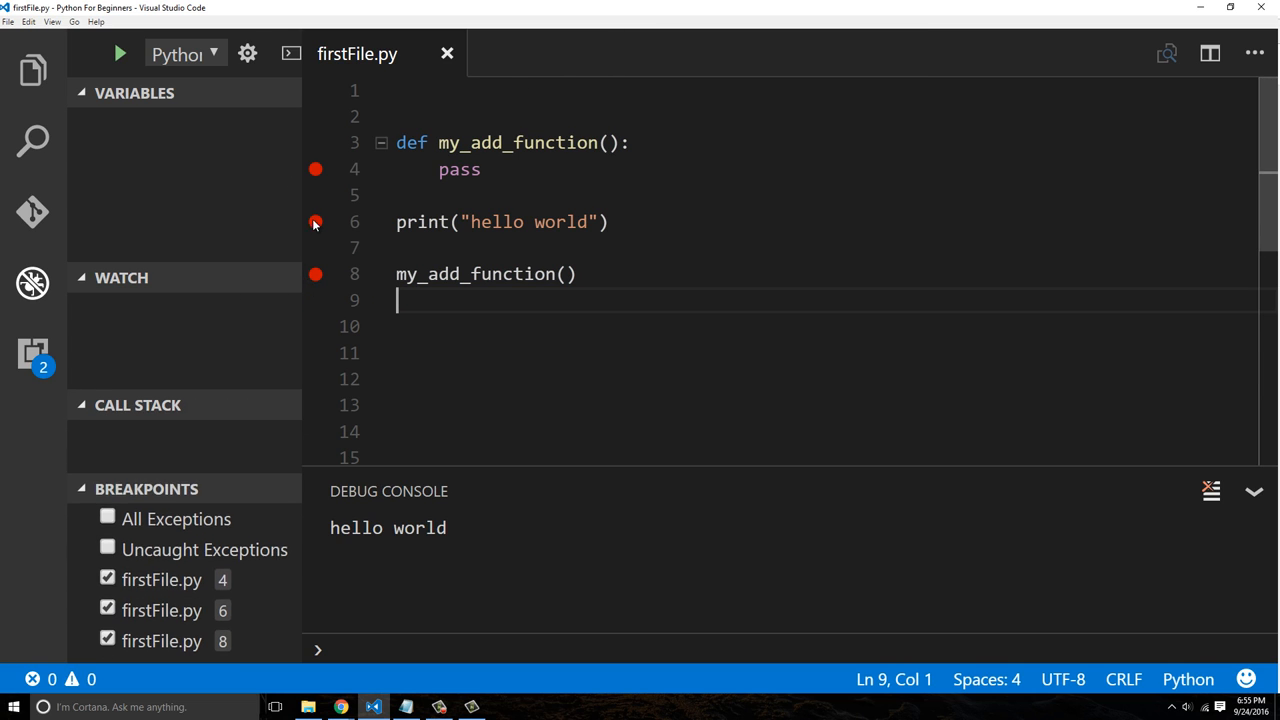 firstFile.py - Python For Beginners - Visual Studio Code
File Edit View Go Help
firstFile.py
VARIABLES
1
2
3 def my_add_function():
4 pass
5
6 print("hello world")
7
8 my_add_function()
9
10
11
12
13
14
15
WATCH
CALL STACK
BREAKPOINTS
All Exceptions
Uncaught Exceptions
firstFile.py 4
firstFile.py 6
firstFile.py 8
2
DEBUG CONSOLE
hello world
0 0 Ln 9, Col 1 Spaces: 4 UTF-8 CRLF Python
I'm Cortana. Ask me anything.
6:55 PM
9/24/2016